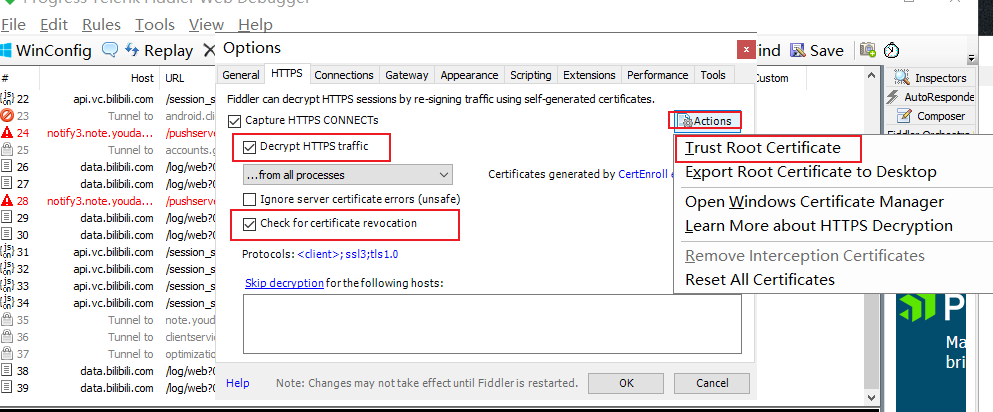 Progress Telerik Fiddler Web Debugger
File Edit Rules Tools View Help
WinConfig Replay Find Save
Options
General HTTPS Connections Gateway Appearance Scripting Extensions Performance Tools
Fiddler can decrypt HTTPS sessions by re-signing traffic using self-generated certificates.
Capture HTTPS CONNECTs
Actions
Decrypt HTTPS traffic
...from all processes
Certificates generated by CertEnroll
Ignore server certificate errors (unsafe)
Check for certificate revocation
Protocols: <client>;ssl3;tls1.0
Skip decryption for the following hosts:
Help
Note: Changes may not take effect until Fiddler is restarted.
OK
Cancel
Trust Root Certificate
Export Root Certificate to Desktop
Open Windows Certificate Manager
Learn More about HTTPS Decryption
Remove Interception Certificates
Reset All Certificates
# Host URL Custom
22 api.vc.bilibili.com /session_s
23 Tunnel to android.cli
24 notify3.note.youda... /pushserve
25 Tunnel to accounts.g
26 data.bilibili.com /log/web?0
27 data.bilibili.com /log/web?0
28 notify3.note.youda... /pushserve
29 data.bilibili.com /log/web?0
30 data.bilibili.com /log/web?0
31 api.vc.bilibili.com /session_s
32 api.vc.bilibili.com /session_s
33 api.vc.bilibili.com /session_s
34 api.vc.bilibili.com /session_s
35 Tunnel to note.youd
36 Tunnel to clientservic
37 Tunnel to optimization
38 data.bilibili.com /log/web?0
39 data.bilibili.com /log/web?0
Inspectors
AutoResponde
Composer
P
Ma
bri